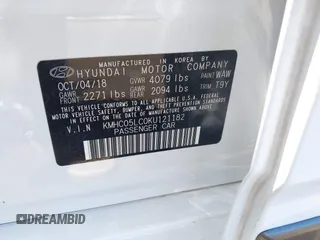 MANUFACTURED BY
HYUNDAI MOTOR COMPANY
OCT/04/18 GVWR 4079 lbs PAINT WAW
GAWR FRONT 2271 lbs GAWR REAR 2094 lbs TRIM T9Y
THIS VEHICLE CONFORMS TO ALL APPLICABLE
FEDERAL MOTOR VEHICLE SAFETY, BUMPER, AND
THEFT PREVENTION STANDARDS IN EFFECT ON
THE DATE OF MANUFACTURE SHOWN ABOVE.
V.I.N KMHC05LC0KU121182
PASSENGER CAR
DREAMBID